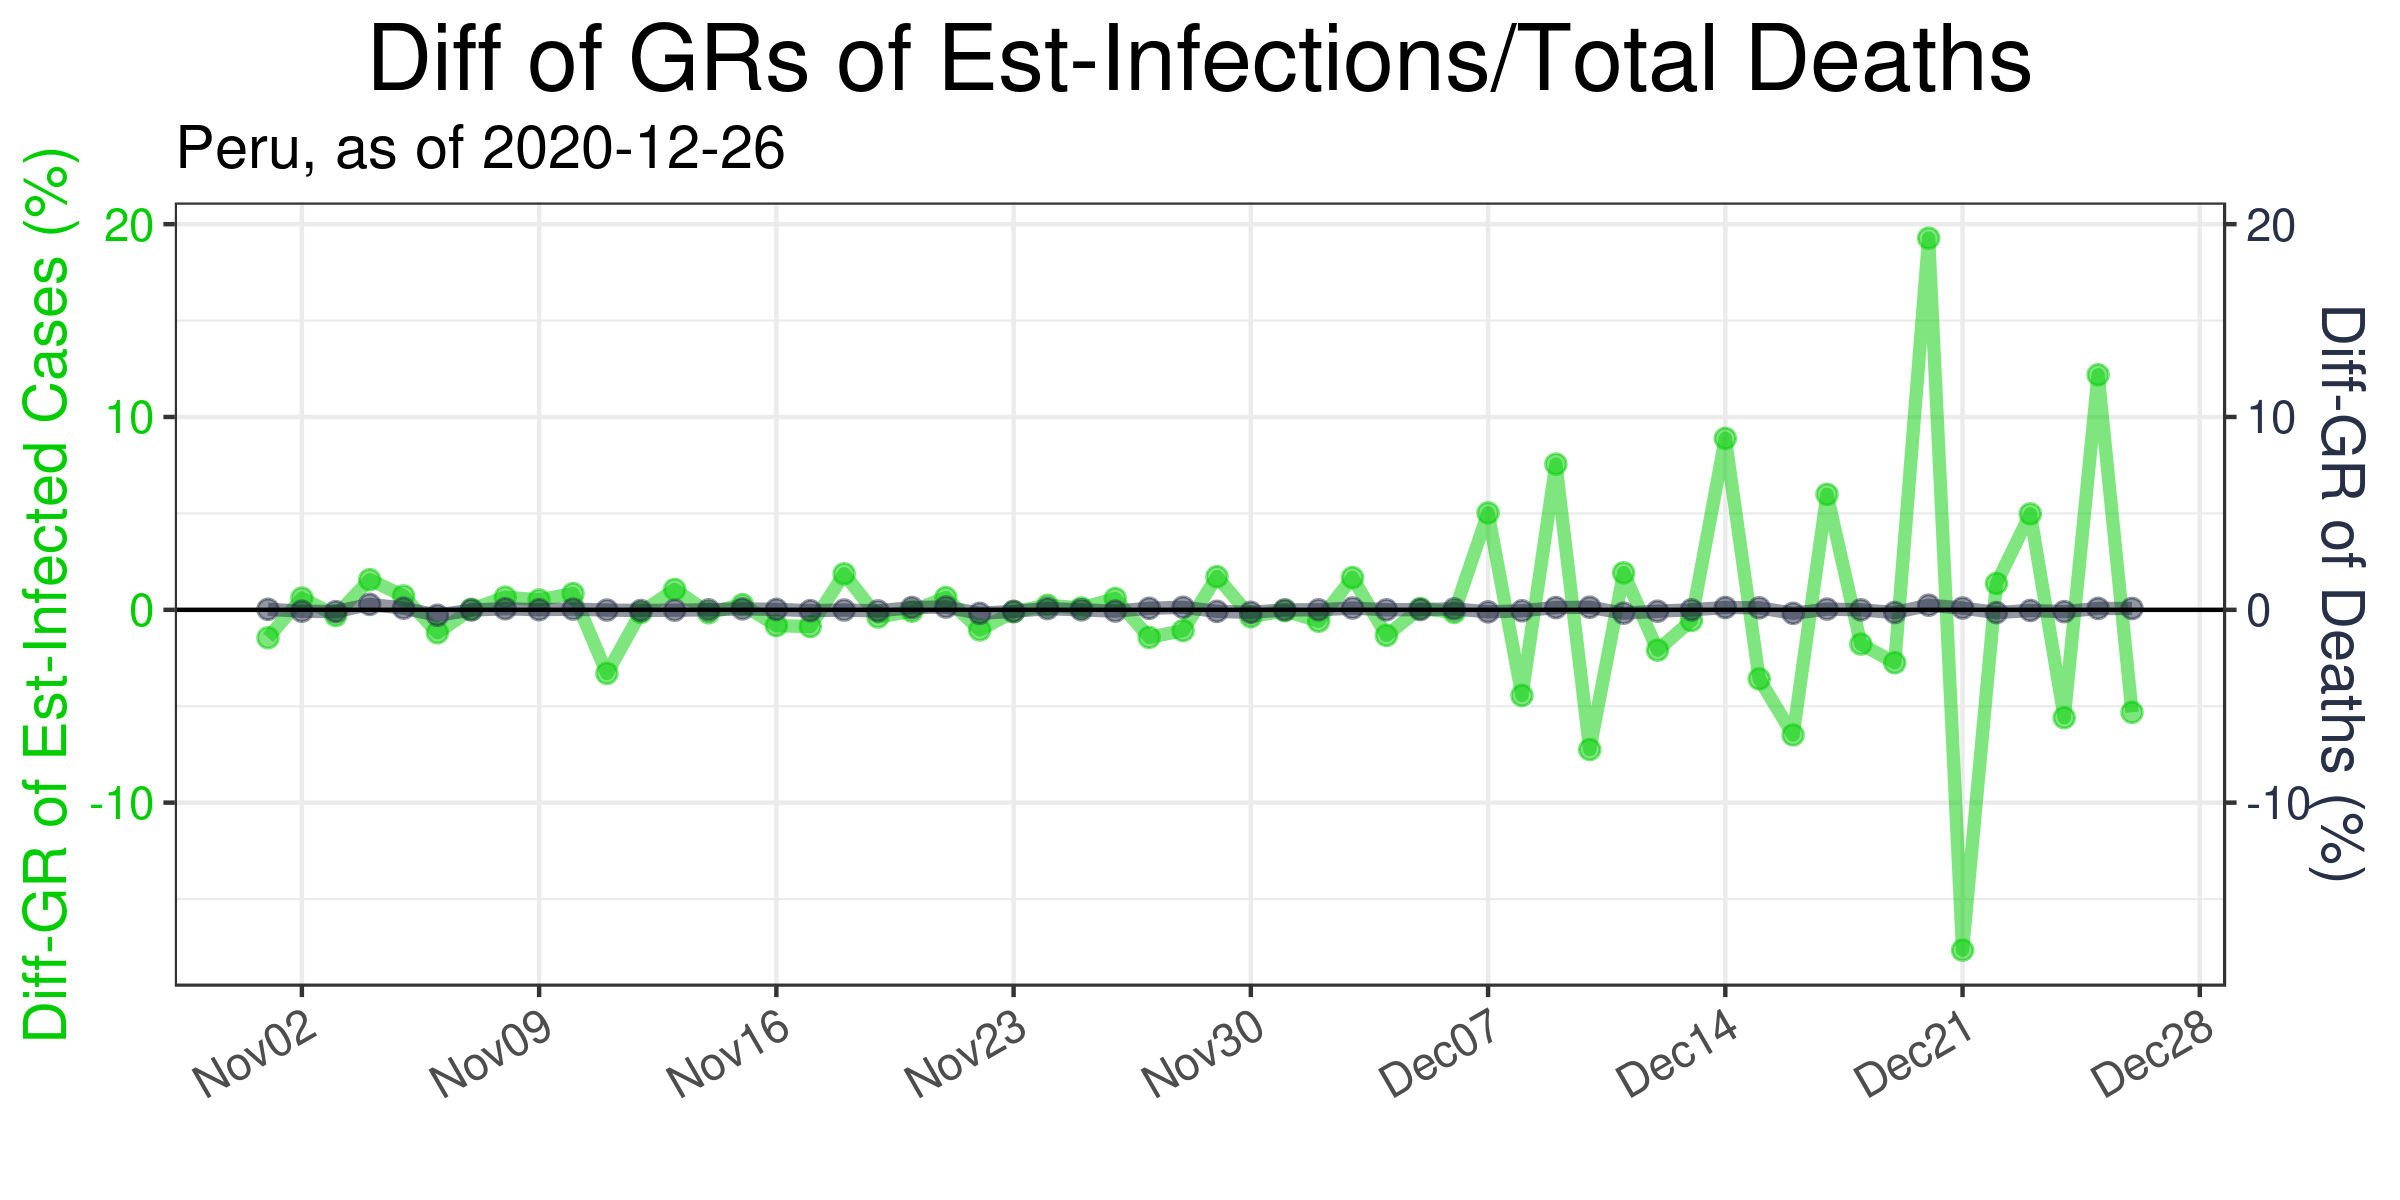 Diff of GRs of Est-Infections/Total Deaths
Peru, as of 2020-12-26
Diff-GR of Est-Infected Cases (%)
20
10
0
-10
20
10
0
-10
Diff-GR of Deaths (%)
Nov02
Nov09
Nov16
Nov23
Nov30
Dec07
Dec14
Dec21
Dec28